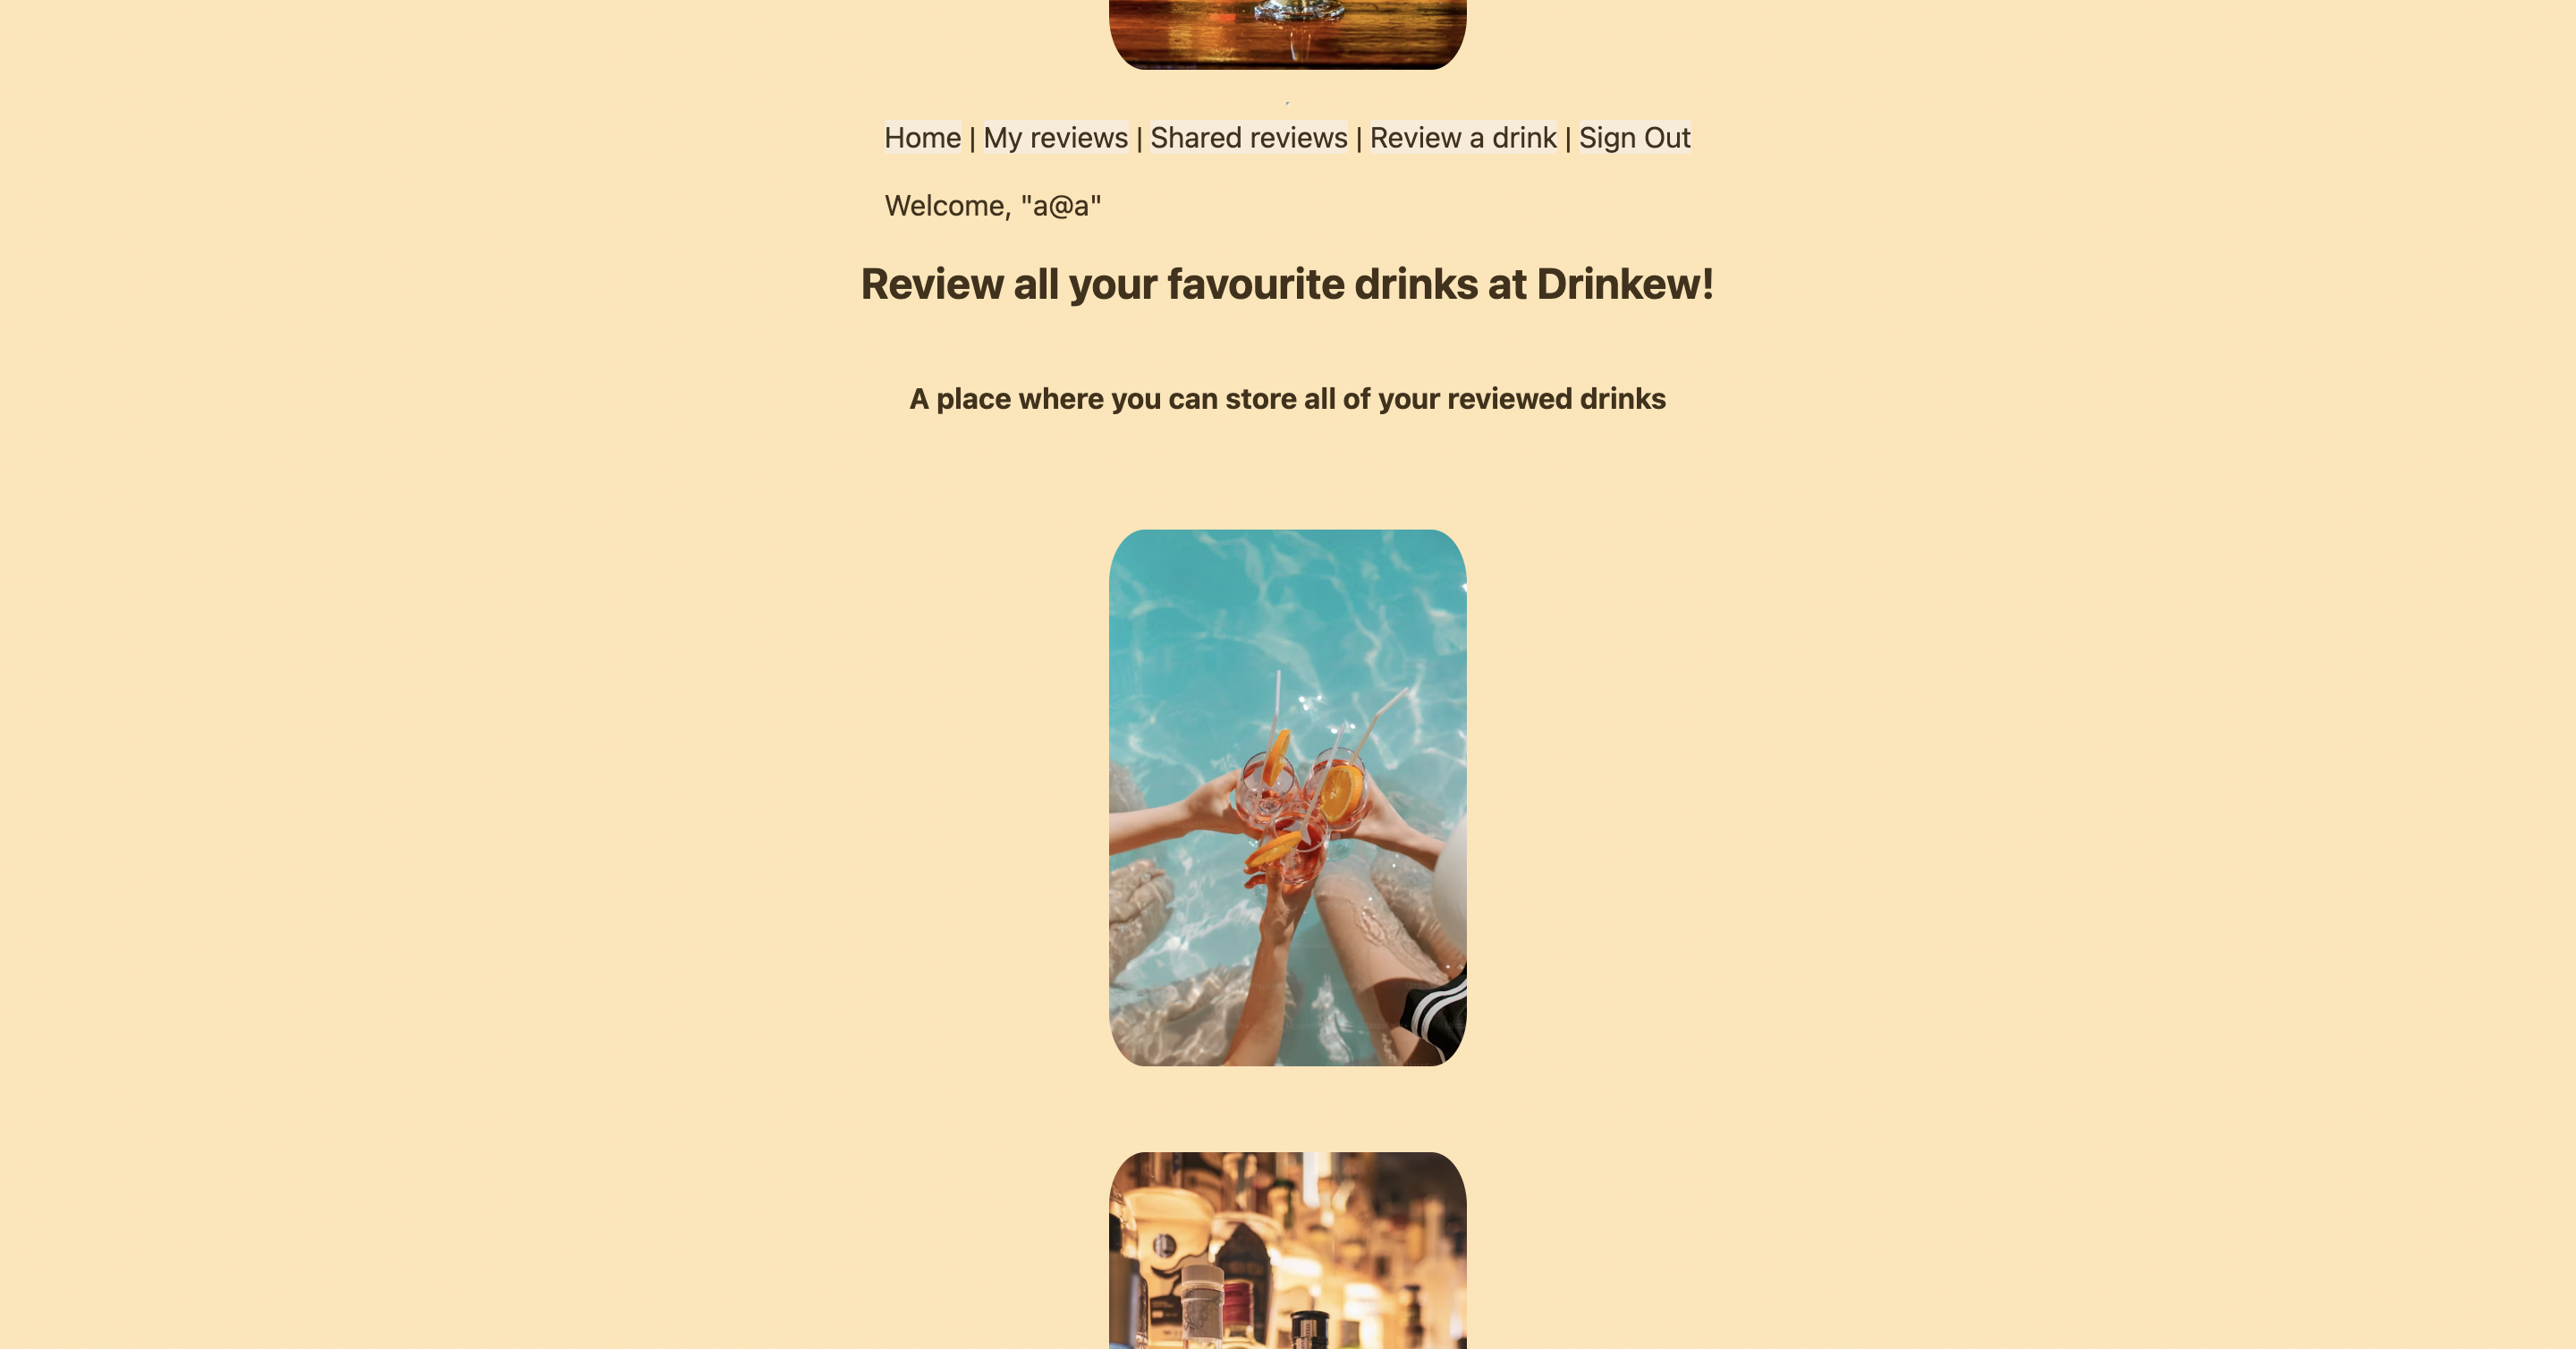 Home | My reviews | Shared reviews | Review a drink | Sign Out
Welcome, "a@a"
Review all your favourite drinks at Drinkew!
A place where you can store all of your reviewed drinks